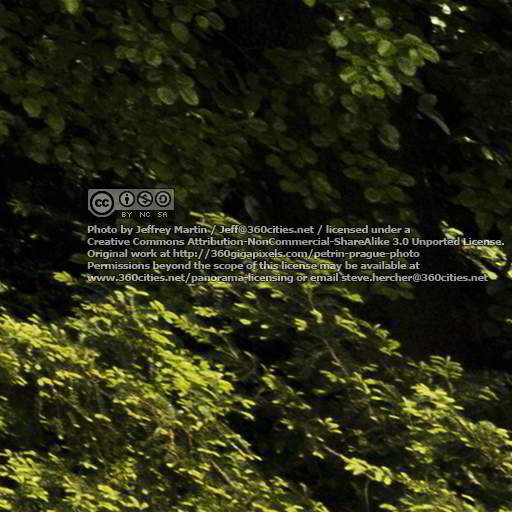 cc
BY NC SA
Photo by Jeffrey Martin / Jeff@360cities.net / licensed under a
Creative Commons Attribution-NonCommercial-ShareAlike 3.0 Unported License.
Original work at http://360gigapixels.com/petrin-prague-photo
Permissions beyond the scope of this license may be available at
www.360cities.net/panorama-licensing or email steve.hercher@360cities.net